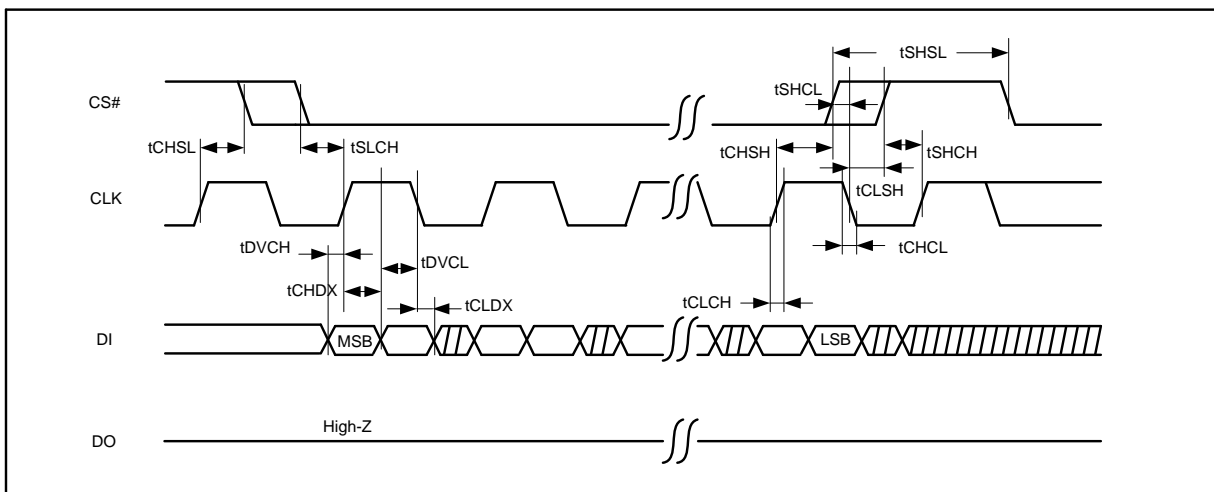 tSHSL
tSHCL
CS#
tCHSL
tSLCH
tCHSH
tSHCH
tCLSH
CLK
tDVCH
tDVCL
tCHCL
tCHDX
tCLDX
tCLCH
DI
MSB
LSB
High-Z
DO